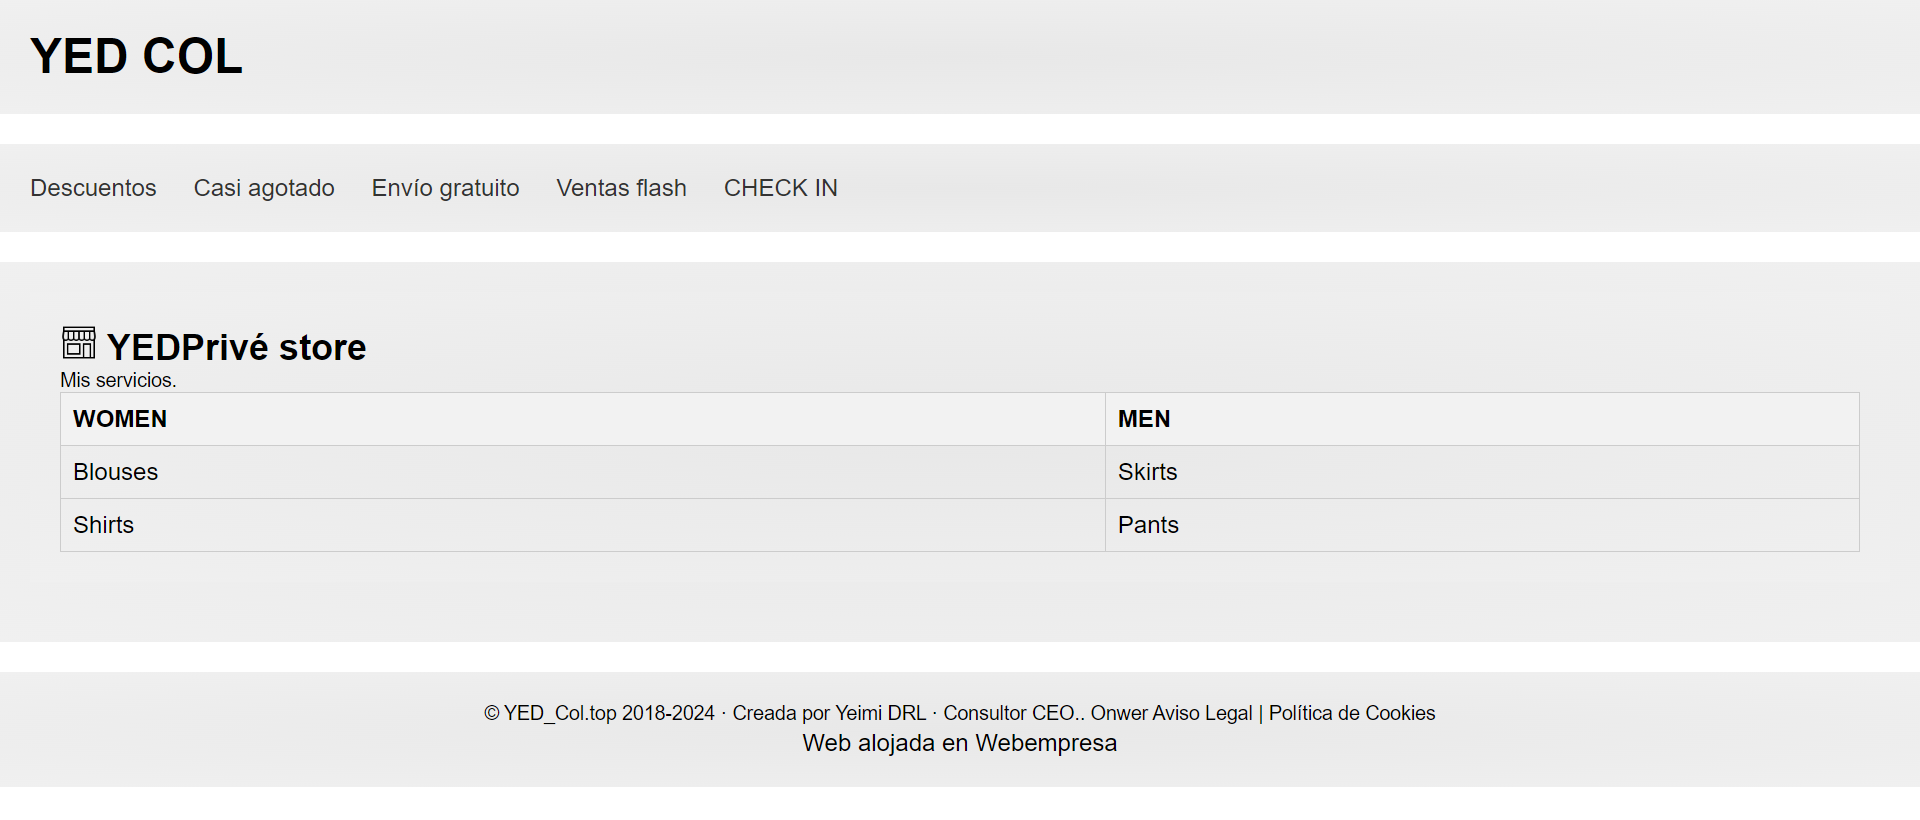 YED COL
Descuentos Casi agotado Envío gratuito Ventas flash CHECK IN
YEDPrivé store
Mis servicios.
WOMEN MEN
Blouses Skirts
Shirts Pants
© YED_Col.top 2018-2024 · Creada por Yeimi DRL · Consultor CEO.. Onwer Aviso Legal | Política de Cookies
Web alojada en Webempresa